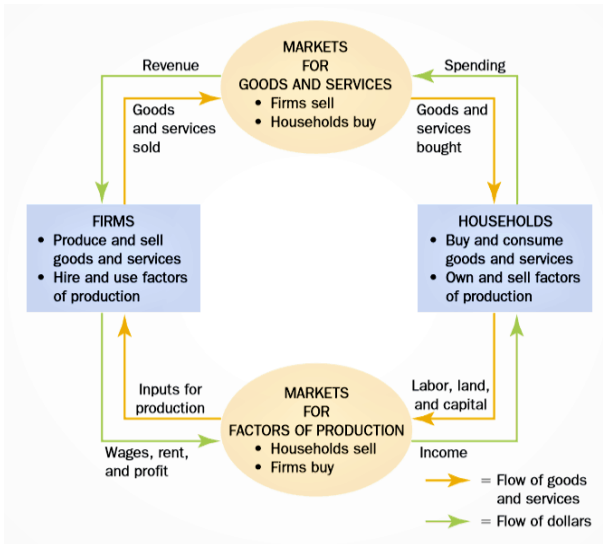 MARKETS
FOR
GOODS AND SERVICES
• Firms sell
• Households buy
Revenue
Spending
Goods
and services
sold
Goods and
services
bought
FIRMS
• Produce and sell
goods and services
• Hire and use factors
of production
HOUSEHOLDS
• Buy and consume
goods and services
• Own and sell factors
of production
Inputs for
production
Labor, land,
and capital
MARKETS
FOR
FACTORS OF PRODUCTION
• Households sell
• Firms buy
Wages, rent,
and profit
Income
= Flow of goods
and services
= Flow of dollars